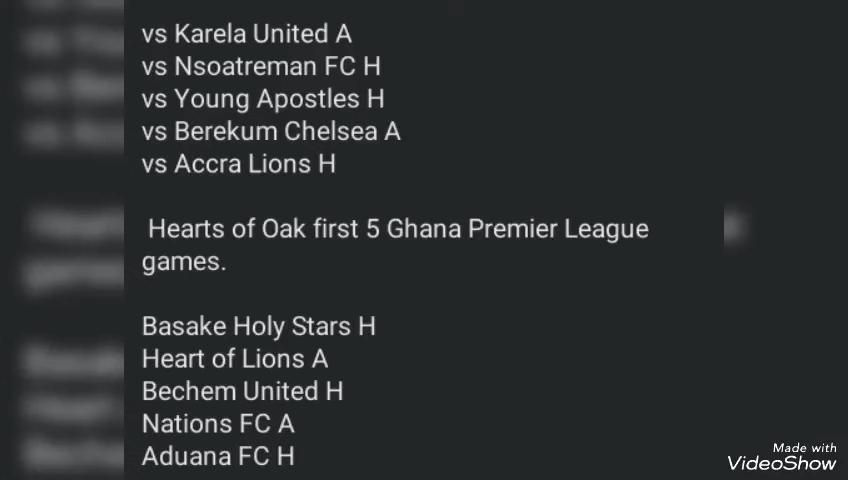 vs Karela United A
vs Nsoatreman FC H
vs Young Apostles H
vs Berekum Chelsea A
vs Accra Lions H
Hearts of Oak first 5 Ghana Premier League
games.
Basake Holy Stars H
Heart of Lions A
Bechem United H
Nations FC A
Aduana FC H
Made with
VideoShow